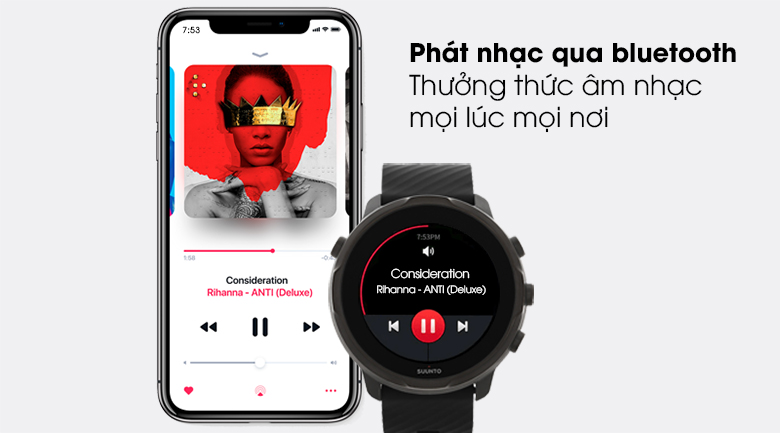 7:53
Phát nhạc qua bluetooth
Thưởng thức âm nhạc
mọi lúc mọi nơi
1:58
Consideration
Rihanna - ANTI (Deluxe)
7:53PM
Consideration
Rihanna - ANTI (Deluxe)
SUUNTO